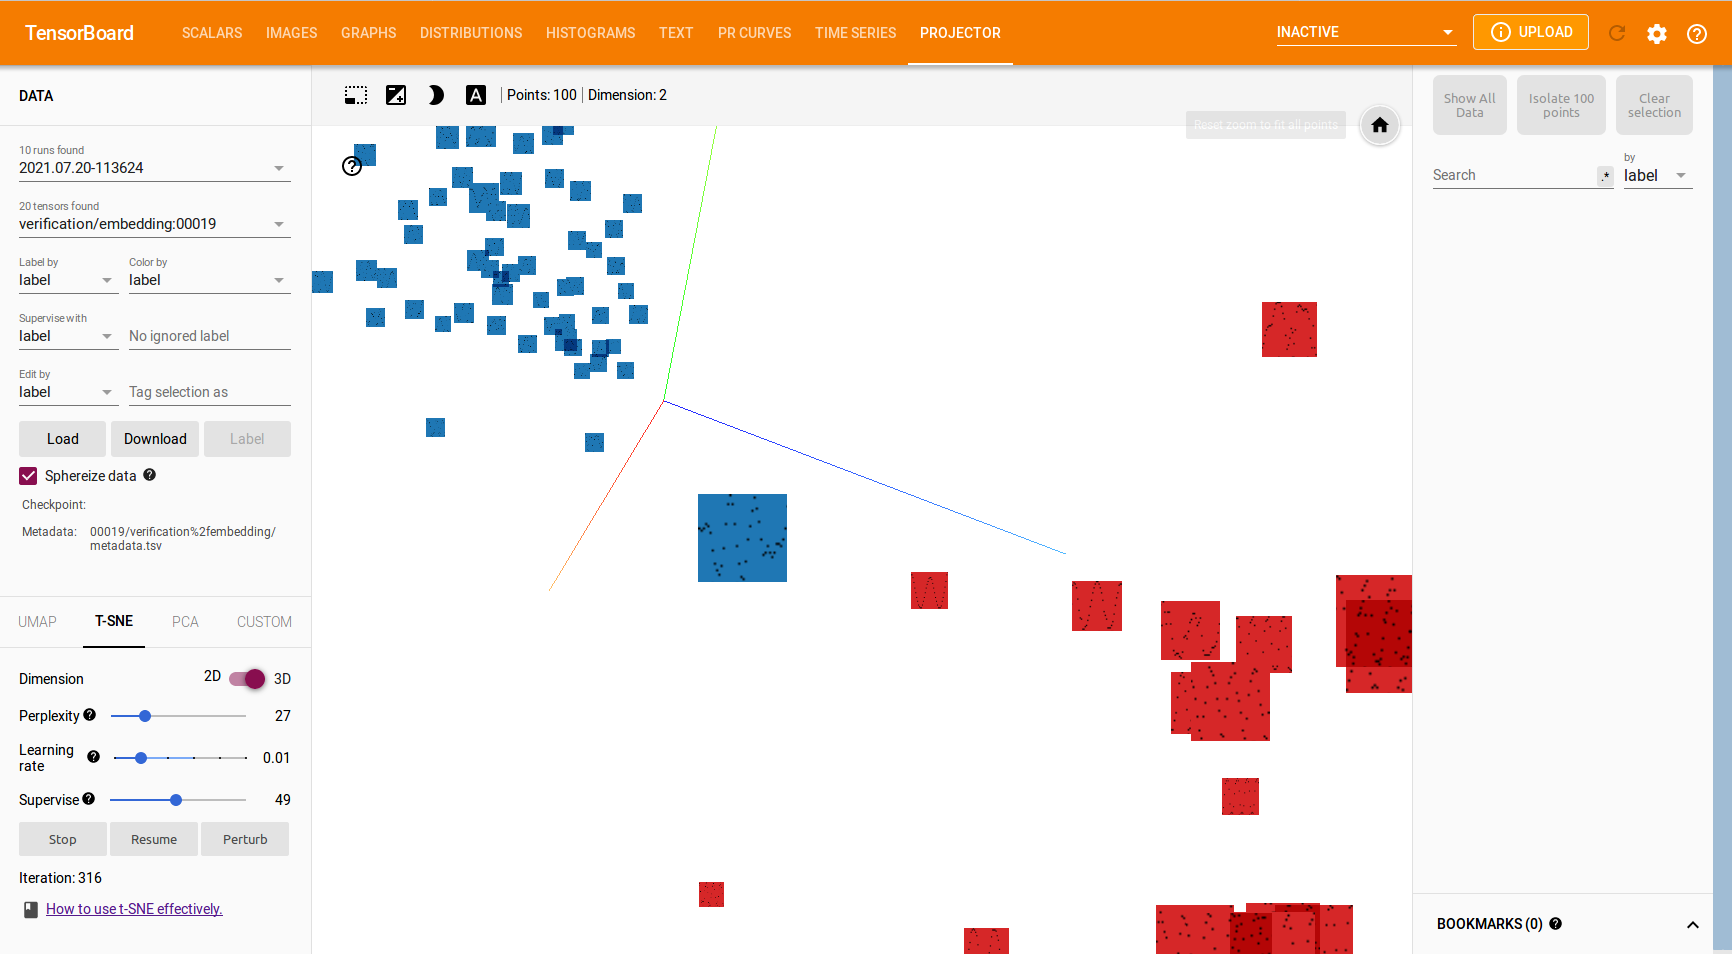 TensorBoard
SCALARS
IMAGES
GRAPHS
DISTRIBUTIONS
HISTOGRAMS
TEXT
PR CURVES
TIME SERIES
PROJECTOR
INACTIVE
UPLOAD
DATA
10 runs found
2021.07.20-113624
20 tensors found
verification/embedding:00019
Label by
label
Color by
label
Supervise with
label
No ignored label
Edit by
label
Tag selection as
Load
Download
Label
Sphereize data
Checkpoint:
Metadata:
00019/verification%2fembedding/
metadata.tsv
UMAP
T-SNE
PCA
CUSTOM
Dimension
2D
3D
Perplexity
27
Learning
rate
0.01
Supervise
49
Stop
Resume
Perturb
Iteration: 316
How to use t-SNE effectively.
A
Points: 100
Dimension: 2
Reset zoom to fit all points
Show All
Data
Isolate 100
points
Clear
selection
Search
.*
by
label
BOOKMARKS (0)